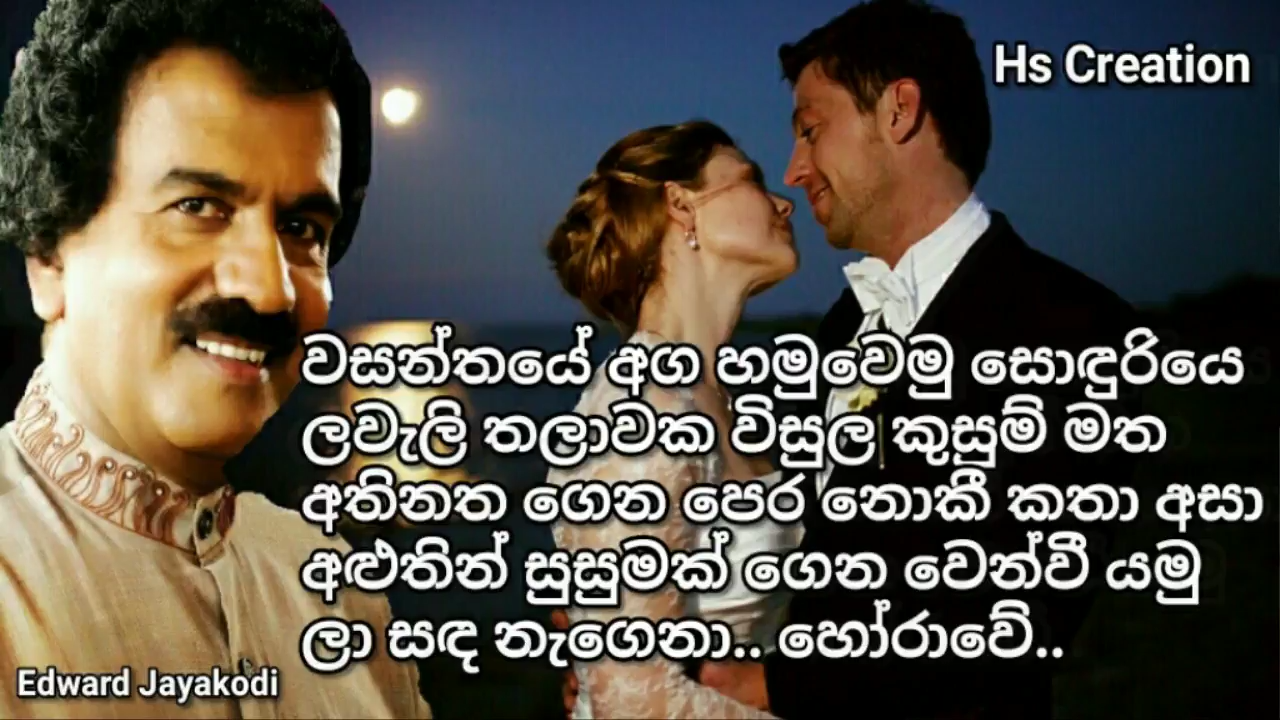 Hs Creation
වසන්තයේ අග හමුවෙමු සොඳුරියෙ
ලවැලි තලාවක විසුල කුසුම් මත
අතිනත ගෙන පෙර නොකී කතා අසා
අළුතින් සුසුමක් ගෙන වෙන්වී යමු
ලා සඳ නැගෙනා.. හෝරාවේ..
Edward Jayakodi